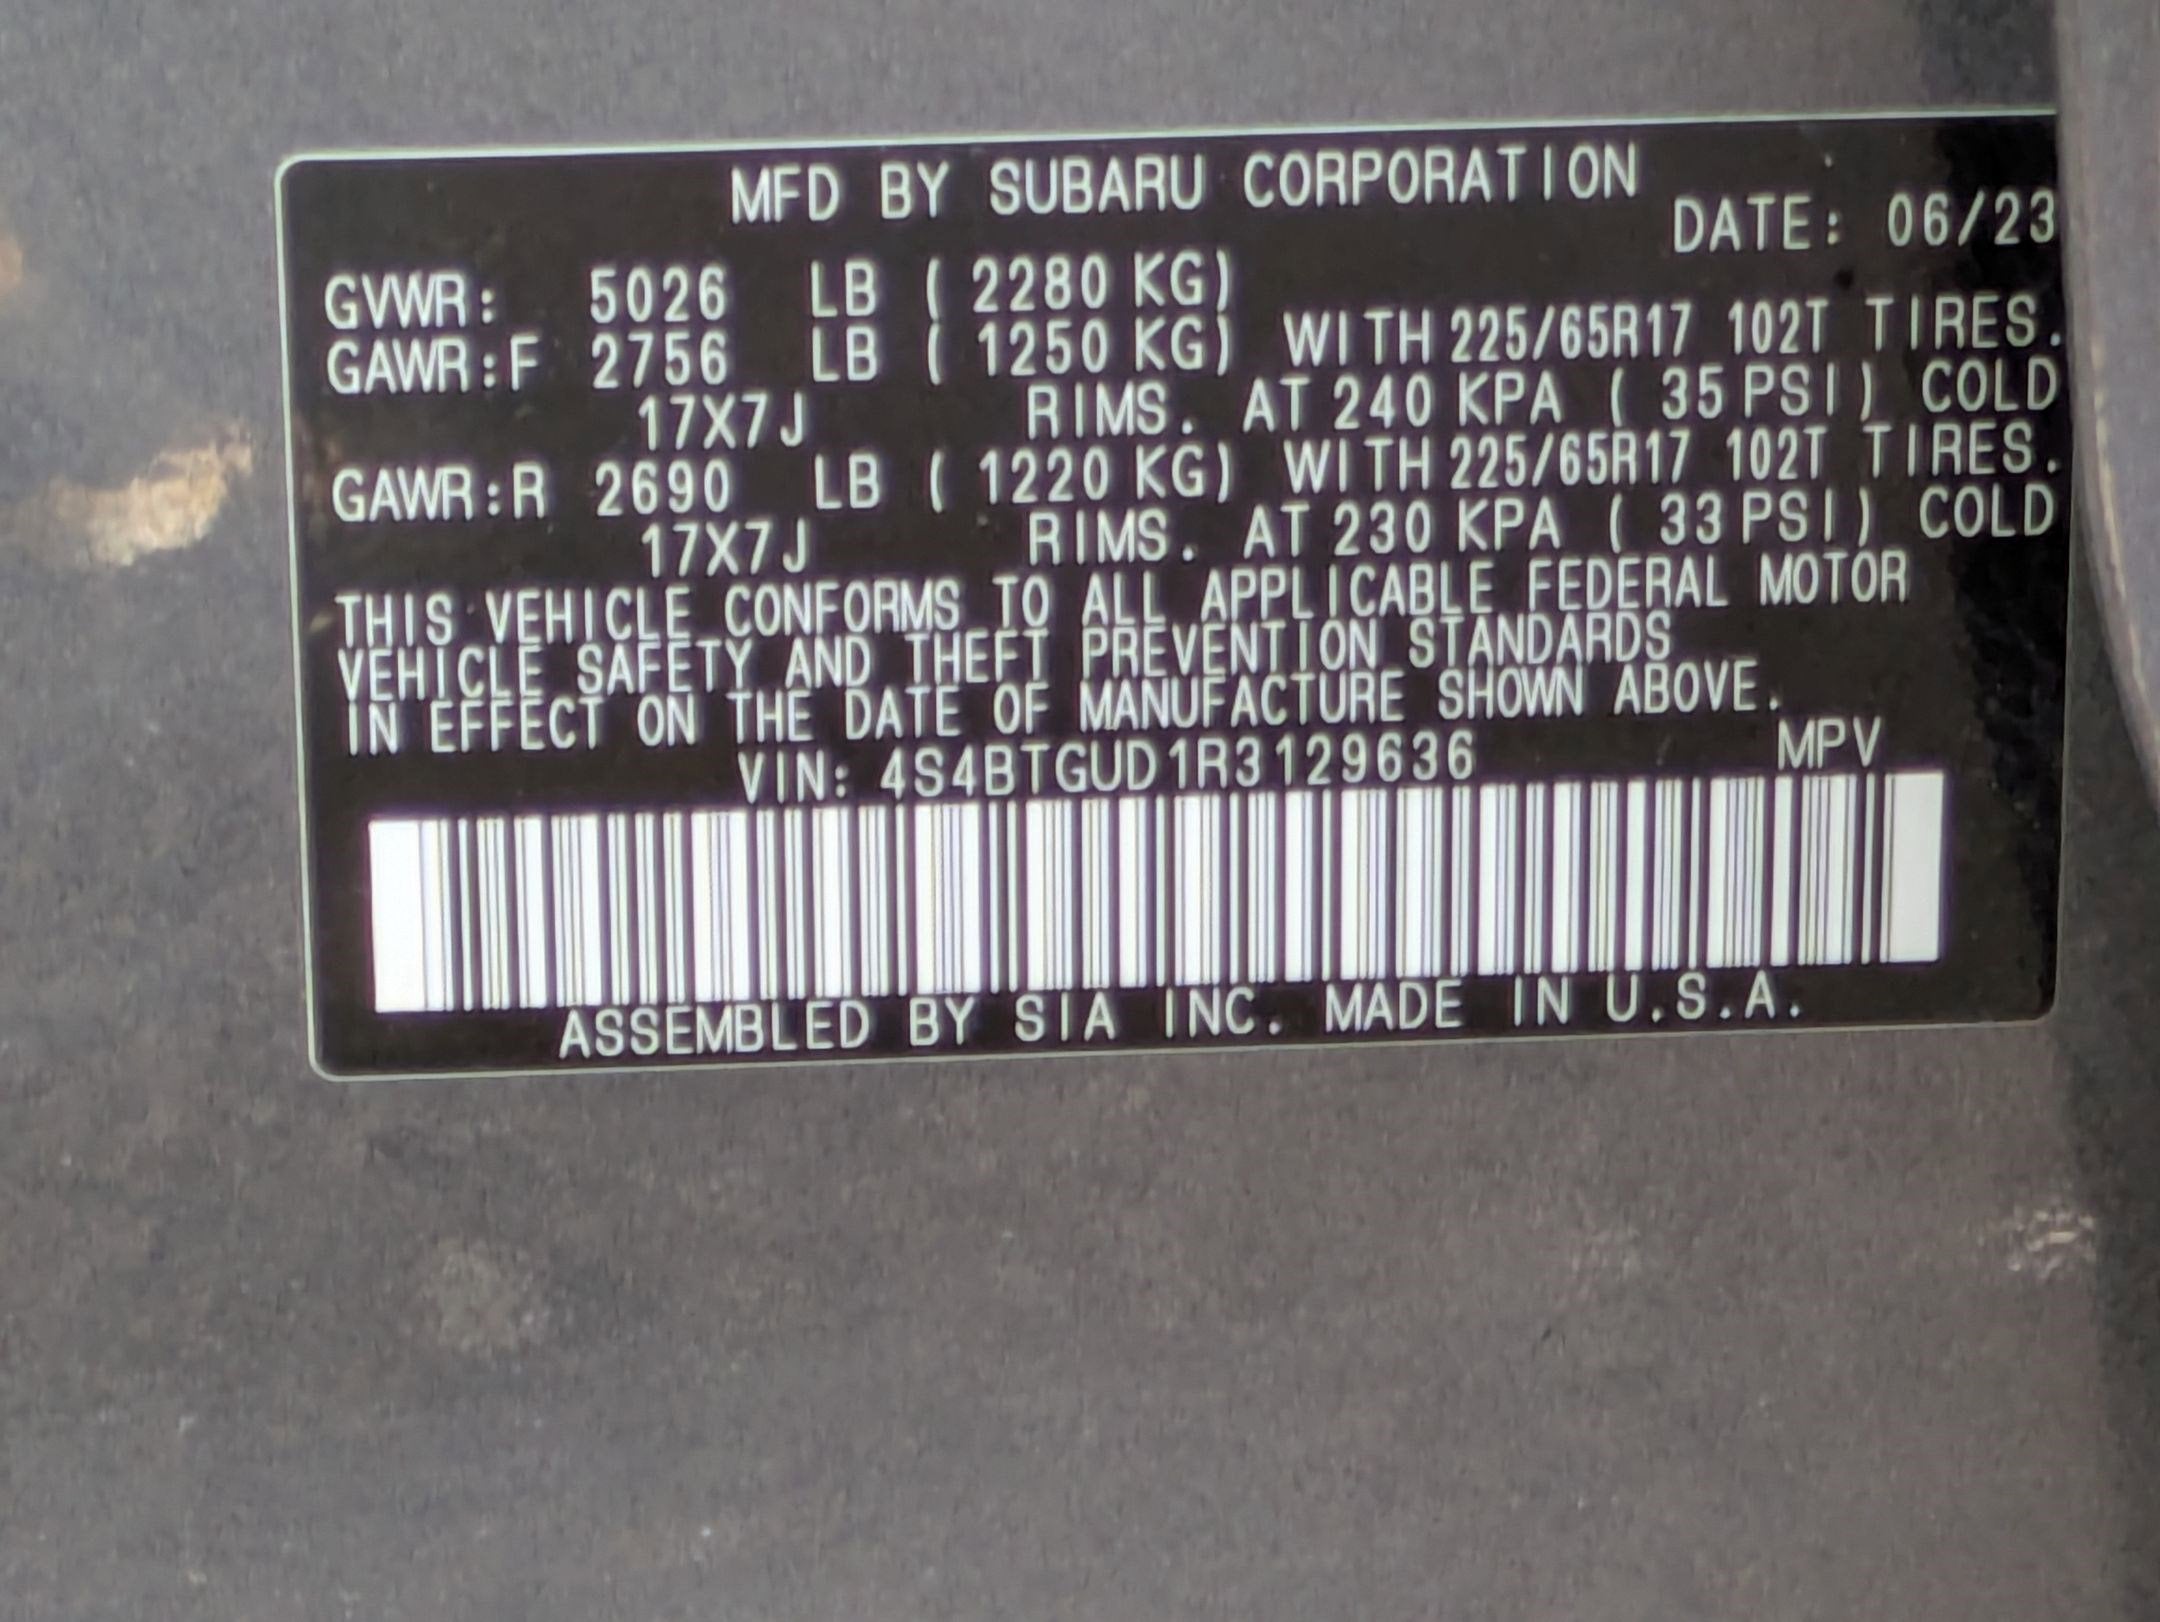 MFD BY SUBARU CORPORATION
DATE: 06/23
GVWR: 5026 LB ( 2280 KG)
GAWR:F 2756 LB ( 1250 KG) WITH 225/65R17 102T TIRES.
17X7J RIMS. AT 240 KPA ( 35 PSI) COLD
GAWR:R 2690 LB ( 1220 KG) WITH 225/65R17 102T TIRES.
17X7J RIMS. AT 230 KPA ( 33 PSI) COLD
THIS VEHICLE CONFORMS TO ALL APPLICABLE FEDERAL MOTOR
VEHICLE SAFETY AND THEFT PREVENTION STANDARDS
IN EFFECT ON THE DATE OF MANUFACTURE SHOWN ABOVE.
VIN: 4S4BTGUD1R3129636 MPV
ASSEMBLED BY SIA INC. MADE IN U.S.A.